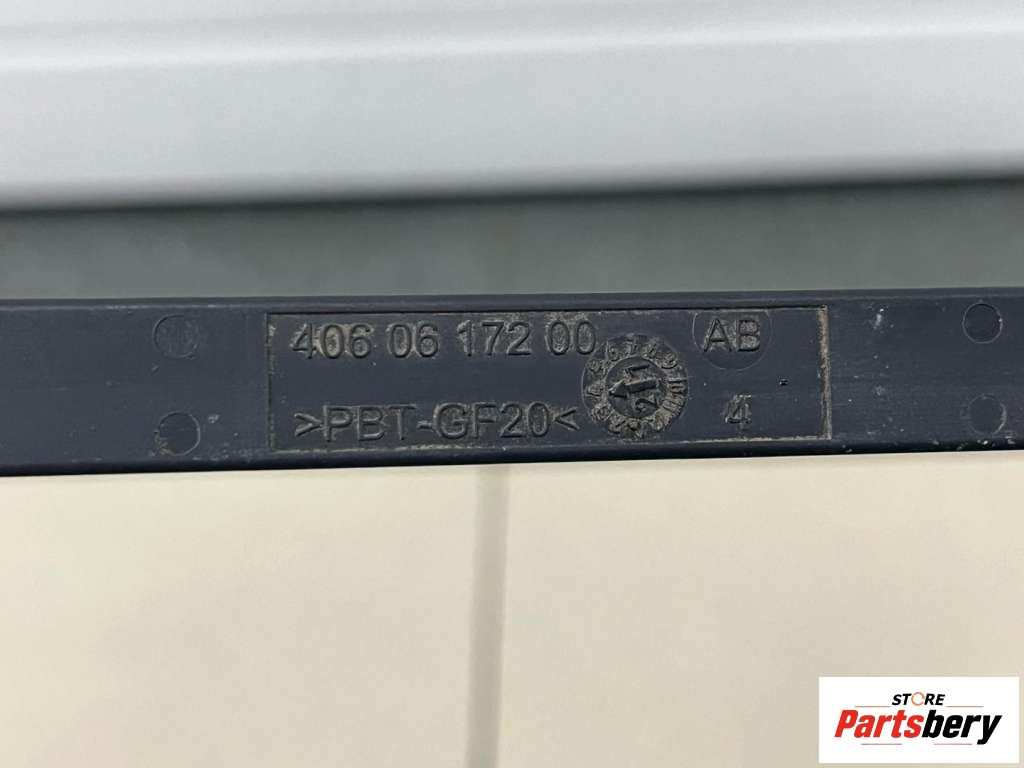 406 06 172 00 AB
>PBT-GF20< 4
STORE
Partsbery